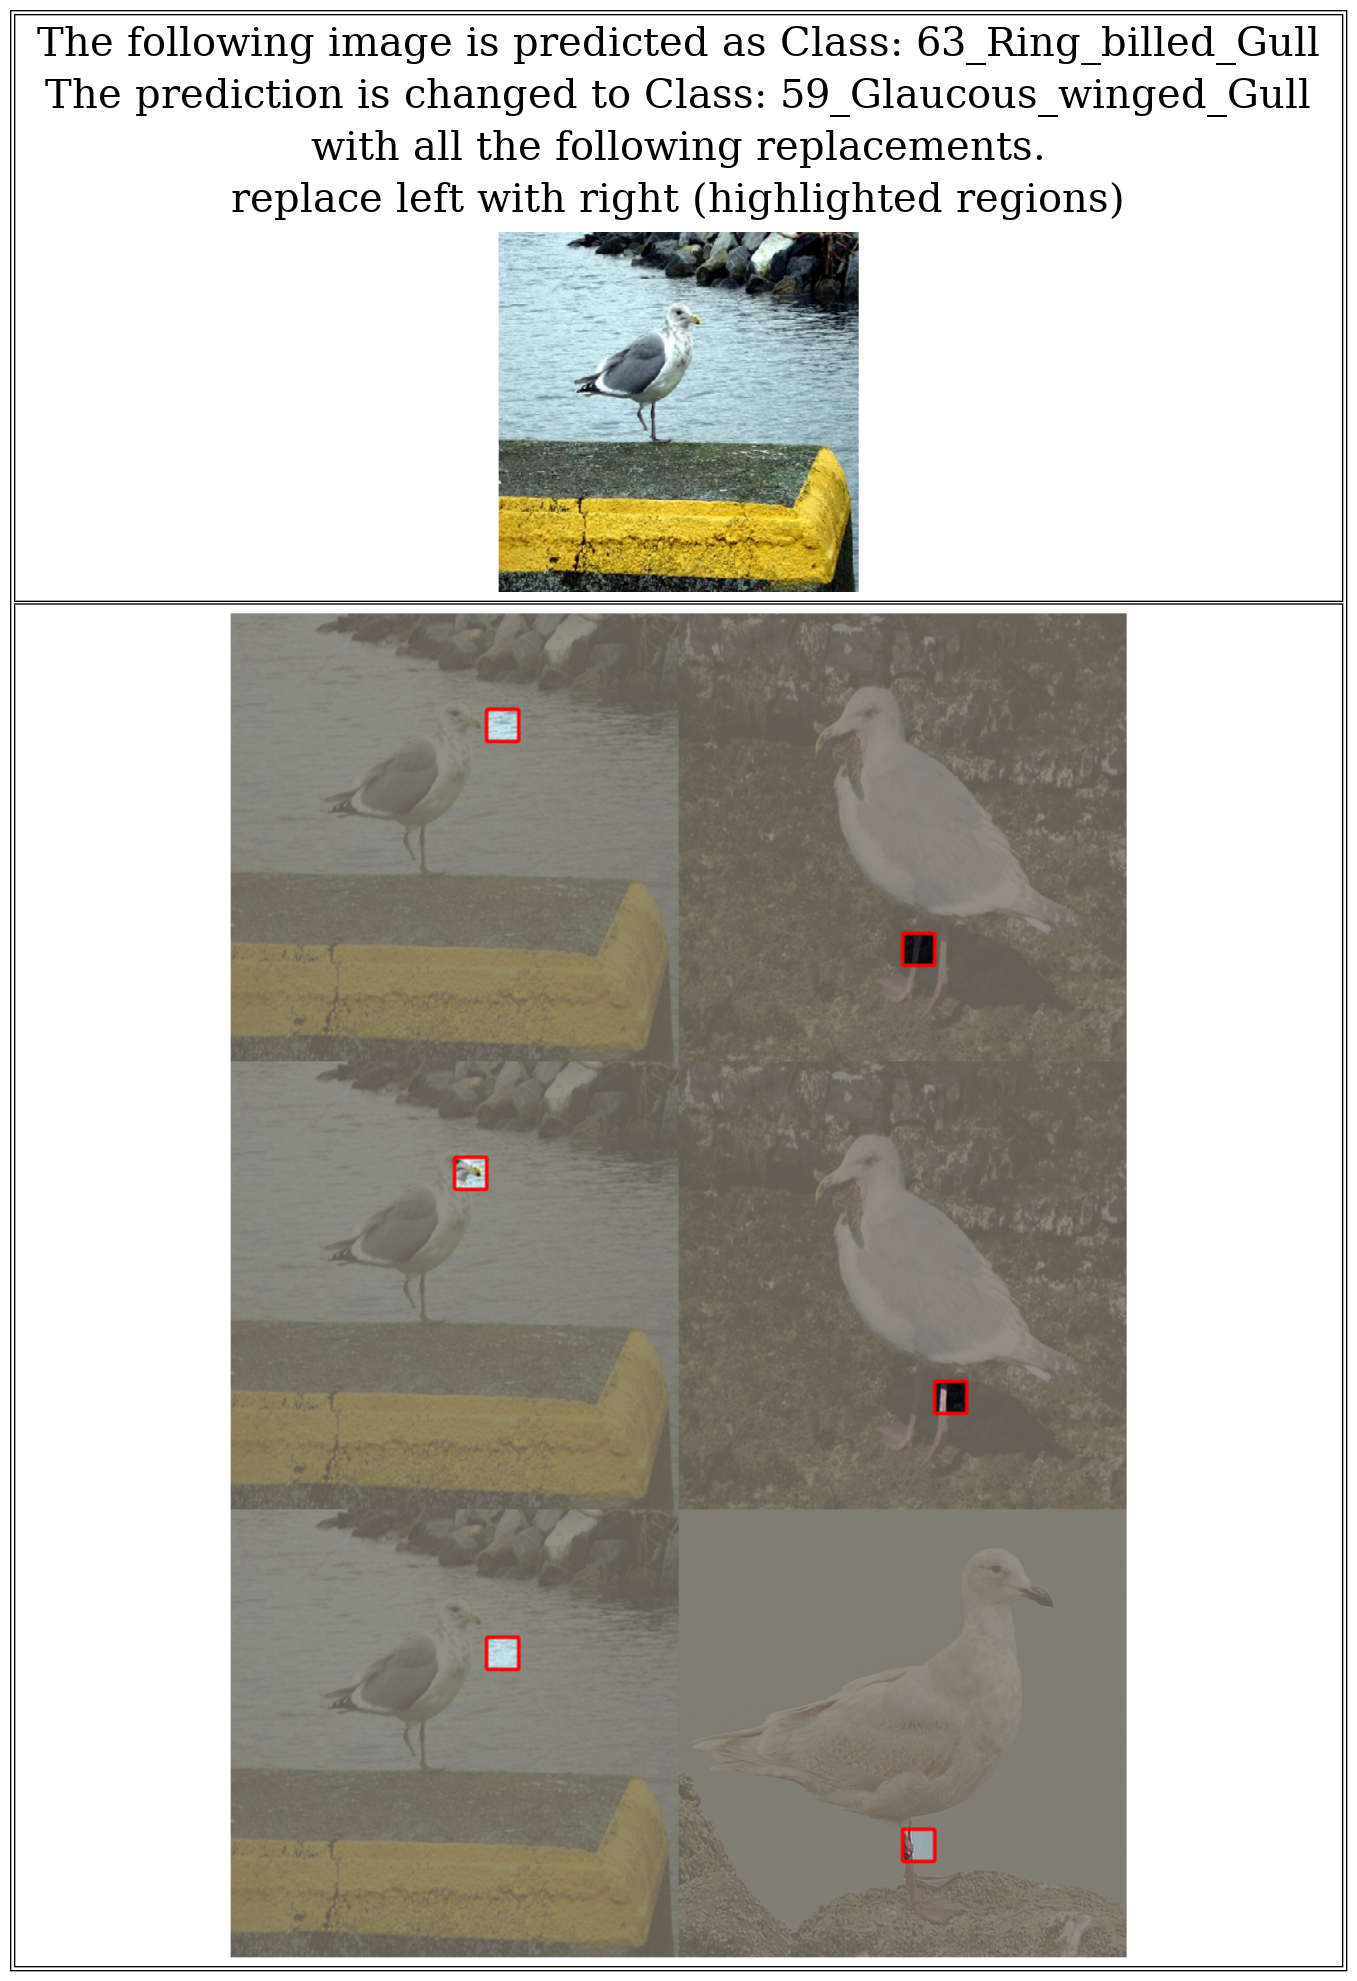 The following image is predicted as Class: 63_Ring_billed_Gull
The prediction is changed to Class: 59_Glaucous_winged_Gull
with all the following replacements.
replace left with right (highlighted regions)